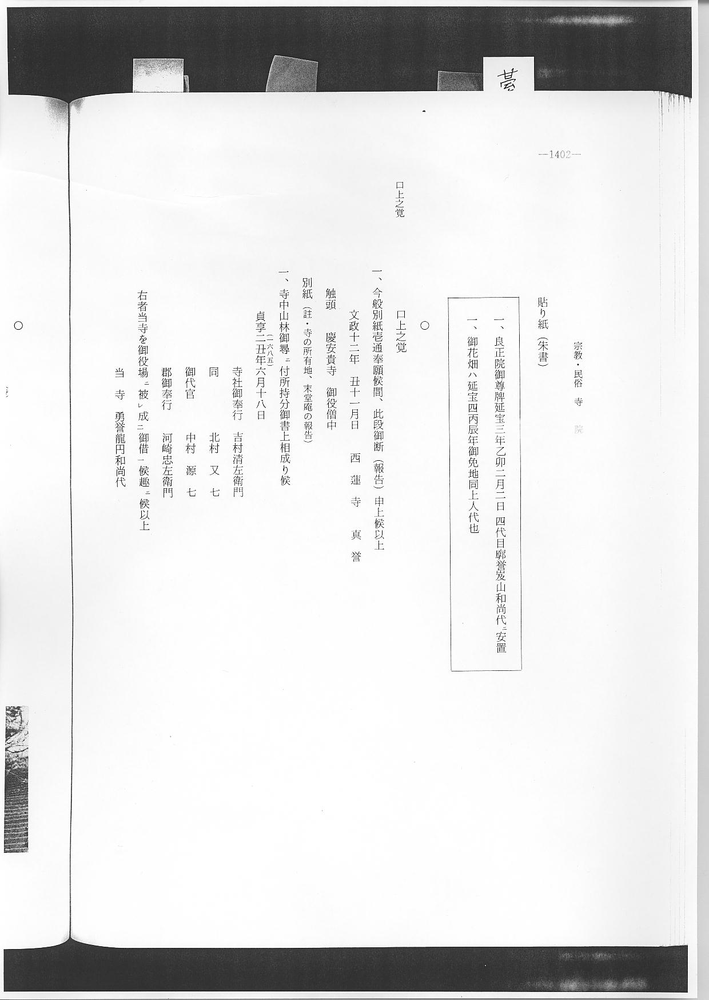 —1402—
宗教・民俗　寺　院
貼り紙（朱書）
一、良正院御尊牌延宝三年乙卯二月二日　四代目廓誉岌山和尚代ニ安置
一、御花畑ハ延宝四丙辰年御免地同上人代也
○
口上之覚
口上之覚
一、今般別紙壱通奉願候間、此段御断（報告）申上候以上
文政十二年　丑十一月日　西　蓮　寺　真　誉
触頭　慶安貴寺　御役僧中
別紙（註・寺の所有地、末堂庵の報告）
一、寺中山林御尋ニ付所持分御書上相成り候
（一六八五）
貞享二丑年六月十八日
寺社御奉行　吉村清左衛門
同　北村　又　七
御代官　中村　源　七
郡御奉行　河崎忠左衛門
右者当寺を御役場ニ被レ成ニ御借一候趣ニ候以上
当　寺　勇誉龍円和尚代
○